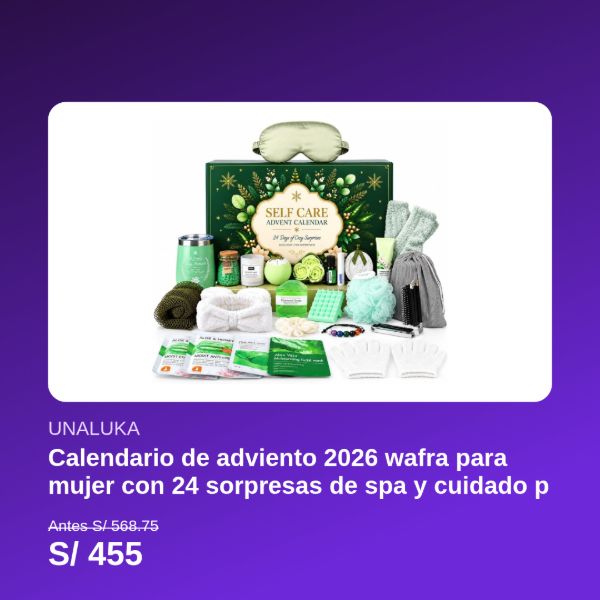 SELF CARE
ADVENT CALENDAR
24 Days of Cozy Surprises
UNALUKA
Calendario de adviento 2026 wafra para
mujer con 24 sorpresas de spa y cuidado p
Antes S/ 568.75
S/ 455